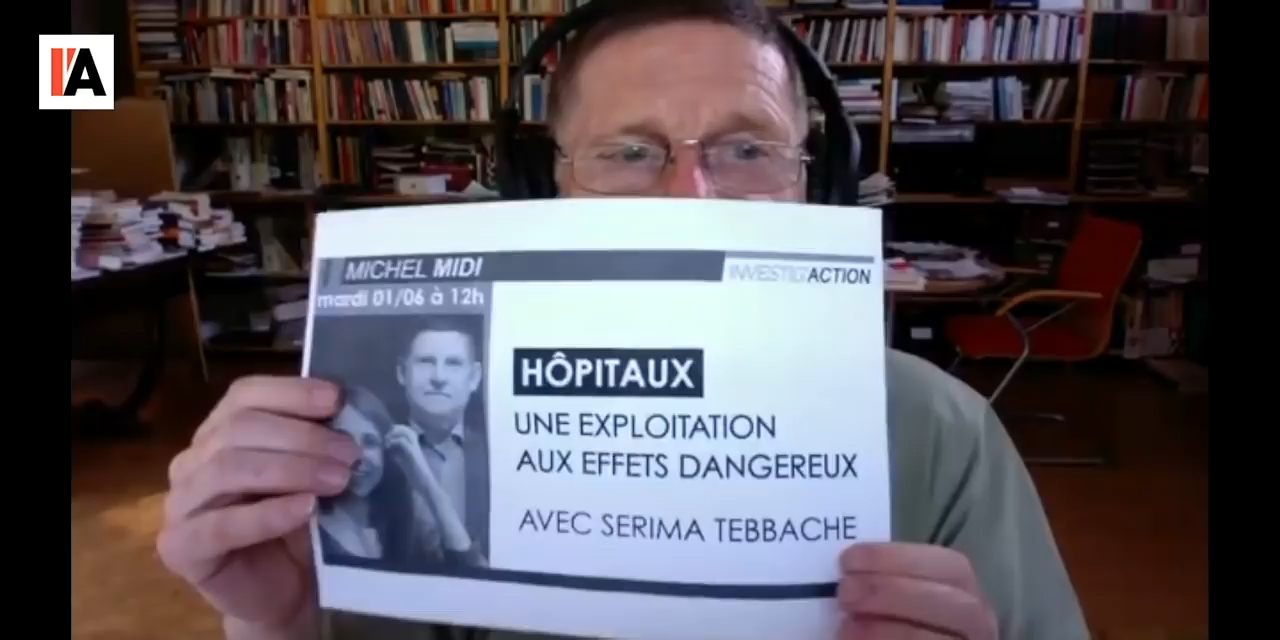 I'A
MICHEL MIDI
INVESTIG'ACTION
mardi 01/06 à 12h
HÔPITAUX
UNE EXPLOITATION
AUX EFFETS DANGEREUX
AVEC SERIMA TEBBACHE